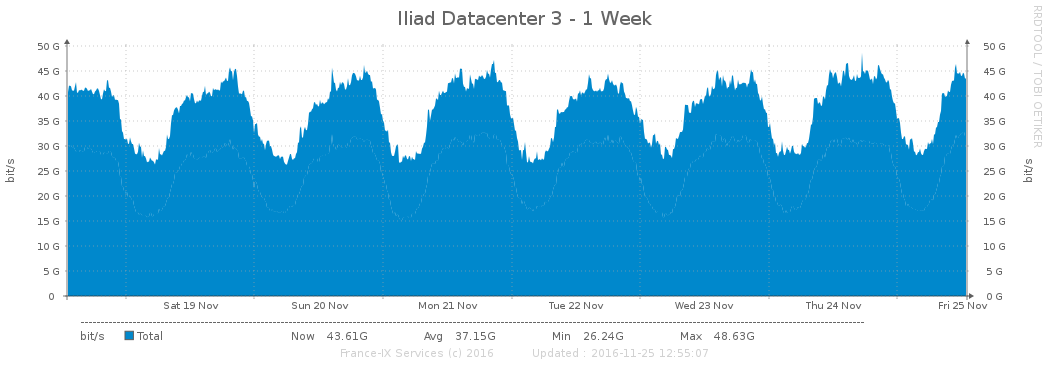 Iliad Datacenter 3 - 1 Week
RRDTOOL / TOBI OETIKER
50 G 50 G
45 G 45 G
40 G 40 G
35 G 35 G
30 G 30 G
25 G 25 G
20 G 20 G
15 G 15 G
10 G 10 G
5 G 5 G
0 0 G
bit/s bit/s
Sat 19 Nov Sun 20 Nov Mon 21 Nov Tue 22 Nov Wed 23 Nov Thu 24 Nov Fri 25 Nov
bit/s Total Now 43.61G Avg 37.15G Min 26.24G Max 48.63G
France-IX Services (c) 2016 Updated : 2016-11-25 12:55:07